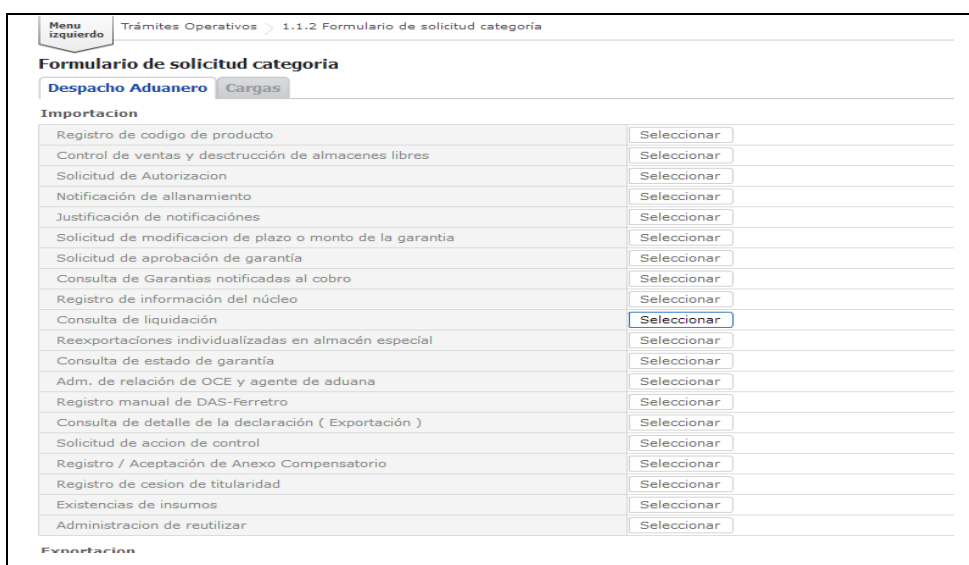 Menu izquierdo Trámites Operativos > 1.1.2 Formulario de solicitud categoría
Formulario de solicitud categoria
Despacho Aduanero Cargas
Importacion
Registro de codigo de producto Seleccionar
Control de ventas y desctrucción de almacenes libres Seleccionar
Solicitud de Autorizacion Seleccionar
Notificación de allanamiento Seleccionar
Justificación de notificaciónes Seleccionar
Solicitud de modificacion de plazo o monto de la garantia Seleccionar
Solicitud de aprobación de garantía Seleccionar
Consulta de Garantias notificadas al cobro Seleccionar
Registro de información del núcleo Seleccionar
Consulta de liquidación Seleccionar
Reexportacíones individualízadas en almacén especíal Seleccionar
Consulta de estado de garantía Seleccionar
Adm. de relación de OCE y agente de aduana Seleccionar
Registro manual de DAS-Ferretro Seleccionar
Consulta de detalle de la declaración ( Exportación ) Seleccionar
Solicitud de accion de control Seleccionar
Registro / Aceptación de Anexo Compensatorio Seleccionar
Registro de cesion de titularidad Seleccionar
Existencias de insumos Seleccionar
Administracion de reutilizar Seleccionar
Exportacion